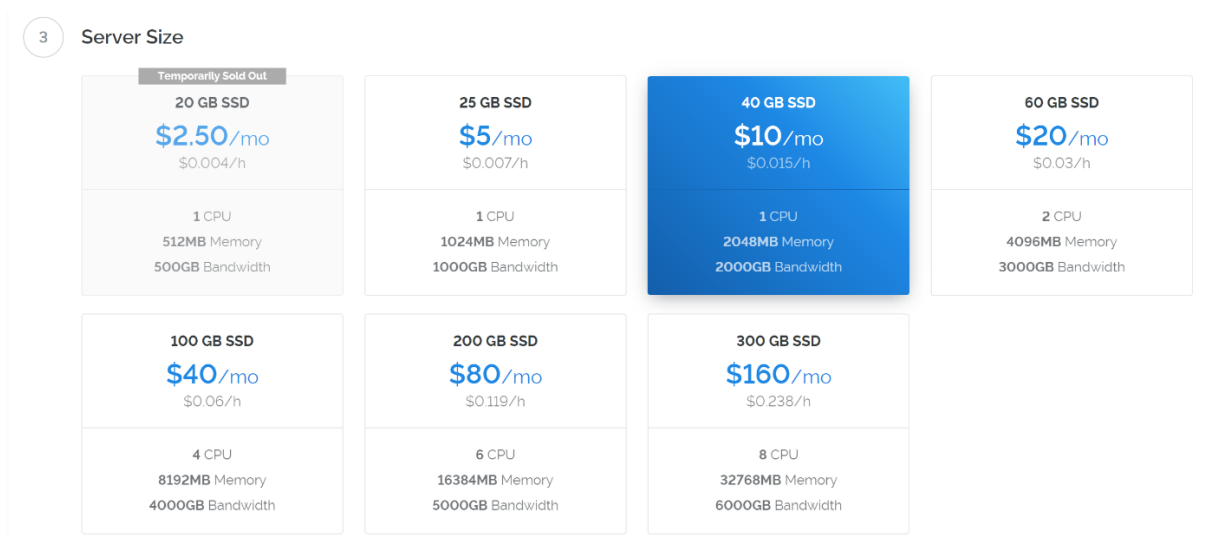 3
Server Size
Temporarily Sold Out
20 GB SSD
$2.50/mo
$0.004/h
1 CPU
512MB Memory
500GB Bandwidth
25 GB SSD
$5/mo
$0.007/h
1 CPU
1024MB Memory
1000GB Bandwidth
40 GB SSD
$10/mo
$0.015/h
1 CPU
2048MB Memory
2000GB Bandwidth
60 GB SSD
$20/mo
$0.03/h
2 CPU
4096MB Memory
3000GB Bandwidth
100 GB SSD
$40/mo
$0.06/h
4 CPU
8192MB Memory
4000GB Bandwidth
200 GB SSD
$80/mo
$0.119/h
6 CPU
16384MB Memory
5000GB Bandwidth
300 GB SSD
$160/mo
$0.238/h
8 CPU
32768MB Memory
6000GB Bandwidth